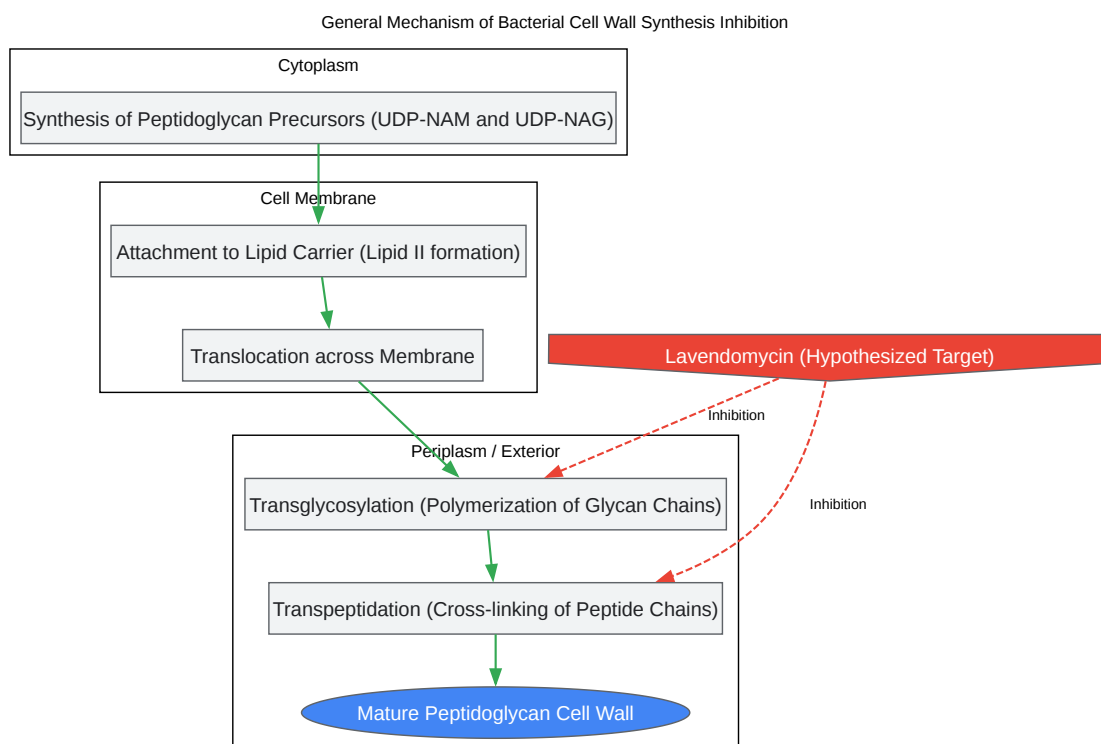 General Mechanism of Bacterial Cell Wall Synthesis Inhibition
Cytoplasm
Synthesis of Peptidoglycan Precursors (UDP-NAM and UDP-NAG)
Cell Membrane
Attachment to Lipid Carrier (Lipid II formation)
Translocation across Membrane
Lavendomycin (Hypothesized Target)
Inhibition
Periplasm / Exterior
Transglycosylation (Polymerization of Glycan Chains)
Inhibition
Transpeptidation (Cross-linking of Peptide Chains)
Mature Peptidoglycan Cell Wall